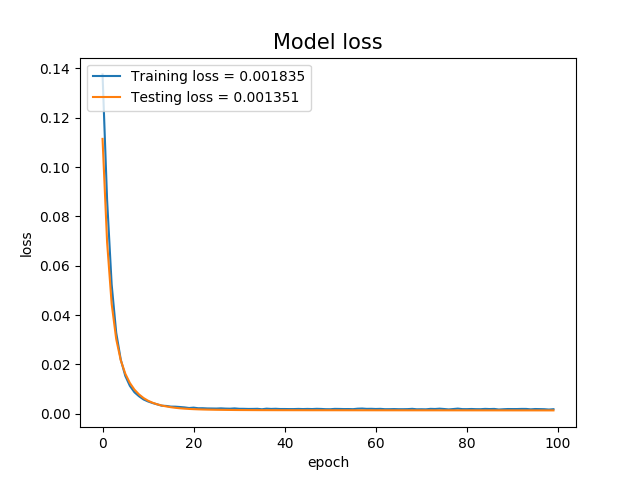 Model loss
Training loss = 0.001835
Testing loss = 0.001351
0.14
0.12
0.10
0.08
0.06
0.04
0.02
0.00
loss
0 20 40 60 80 100
epoch